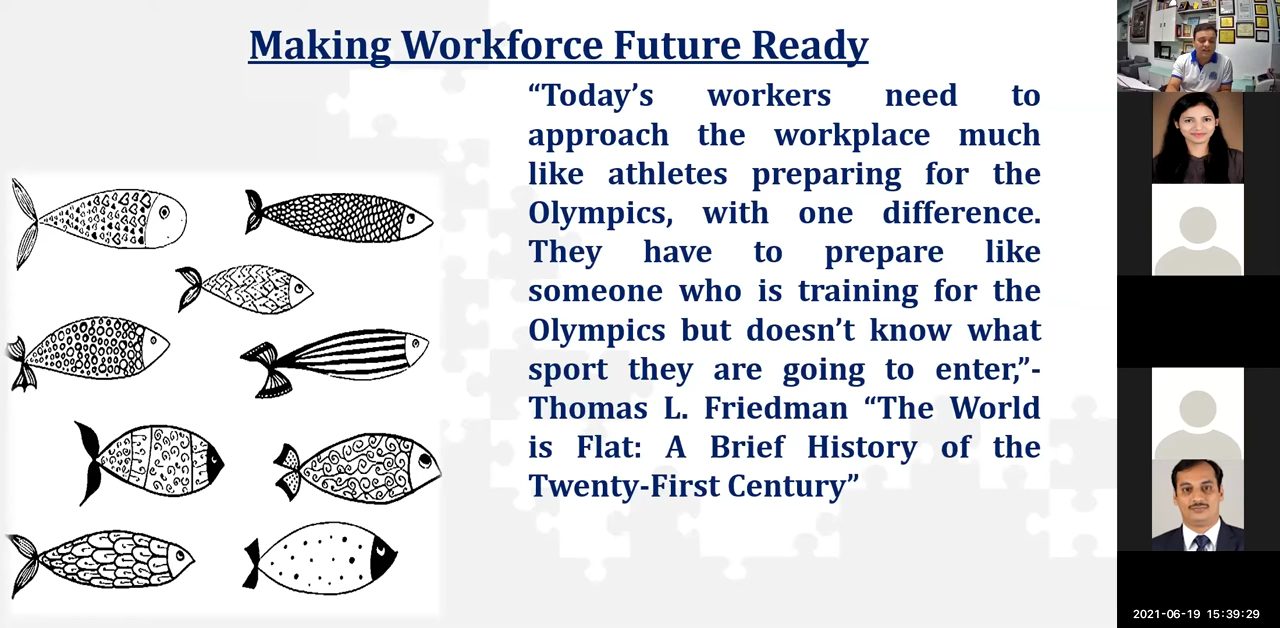 Making Workforce Future Ready
“Today’s workers need to
approach the workplace much
like athletes preparing for the
Olympics, with one difference.
They have to prepare like
someone who is training for the
Olympics but doesn’t know what
sport they are going to enter,”-
Thomas L. Friedman “The World
is Flat: A Brief History of the
Twenty-First Century”
2021-06-19 15:39:29